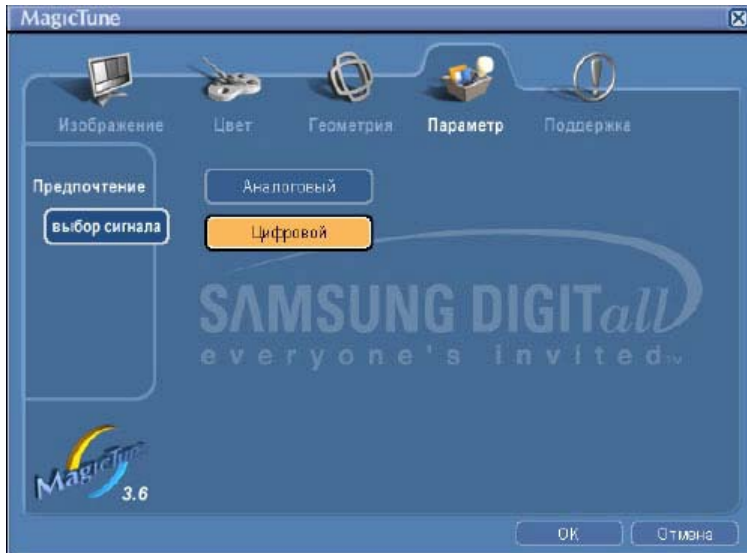 MagicTune
Изображение
Цвет
Геометрия
Параметр
Поддержка
Предпочтение
выбор сигнала
Аналоговый
Цифровой
SAMSUNG DIGITall
everyone's invited™
MagicTune
3.6
OK
Отмена